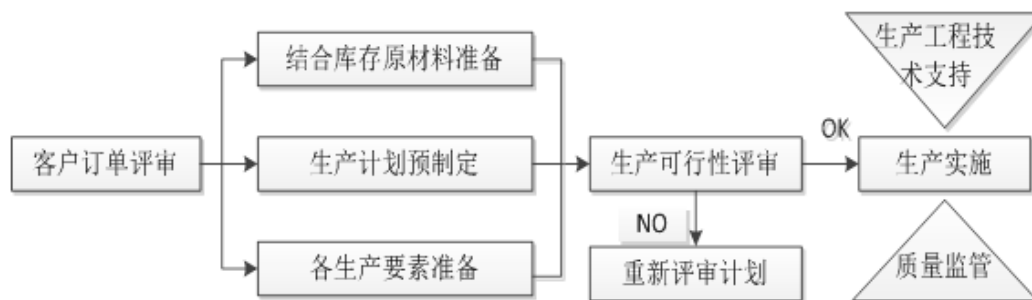 结合库存原材料准备
生产工程技
术支持
OK
客户订单评审
生产计划预制定
生产可行性评审
生产实施
NO
各生产要素准备
重新评审计划
质量监管